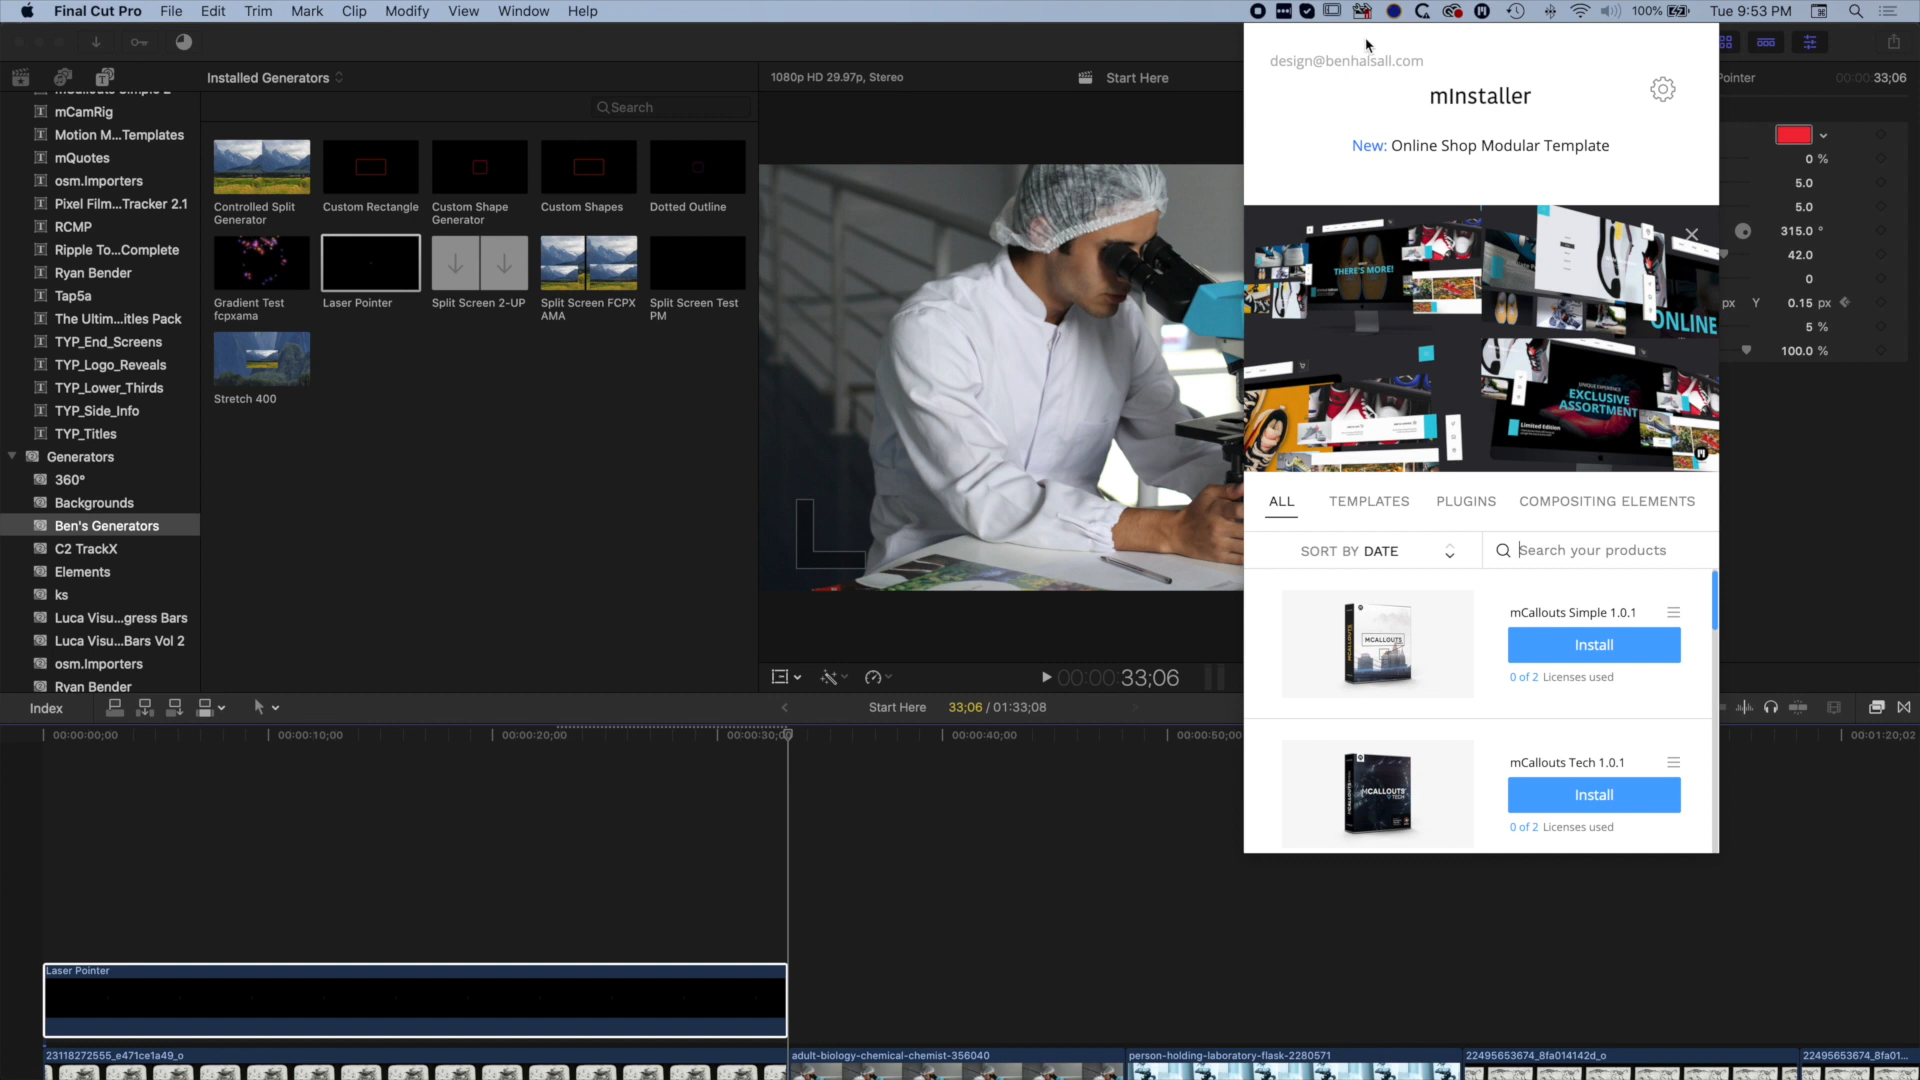 Final Cut Pro File Edit Trim Mark Clip Modify View Window Help
100% Tue 9:53 PM
Installed Generators
Search
mCamRig
Motion M...Templates
mQuotes
osm.Importers
Pixel Film...Tracker 2.1
RCMP
Ripple To...Complete
Ryan Bender
Tap5a
The Ultim...itles Pack
TYP_End_Screens
TYP_Logo_Reveals
TYP_Lower_Thirds
TYP_Side_Info
TYP_Titles
Generators
360°
Backgrounds
Ben's Generators
C2 TrackX
Elements
ks
Luca Visu...gress Bars
Luca Visu...Bars Vol 2
osm.Importers
Ryan Bender
Controlled Split Generator
Custom Rectangle
Custom Shape Generator
Custom Shapes
Dotted Outline
Gradient Test fcpxama
Laser Pointer
Split Screen 2-UP
Split Screen FCPX AMA
Split Screen Test PM
Stretch 400
1080p HD 29.97p, Stereo
Start Here
00:00:33;06
design@benhalsall.com
mInstaller
New: Online Shop Modular Template
THERE'S MORE!
ONLINE
UNIQUE EXPERIENCE
EXCLUSIVE
ASSORTMENT
Limited Edition
ALL TEMPLATES PLUGINS COMPOSITING ELEMENTS
SORT BY DATE
Search your products
MCALLOUTS
mCallouts Simple 1.0.1
Install
0 of 2 Licenses used
MCALLOUTS
TECH
mCallouts Tech 1.0.1
Install
0 of 2 Licenses used
ointer 00:00:33;06
0 %
5.0
5.0
315.0 °
42.0
0
px Y 0.15 px
5 %
100.0 %
Index
Start Here 33;06 / 01:33;08
00:00:00;00 00:00:10;00 00:00:20;00 00:00:30;00 00:00:40;00 00:00:50;00 00:01:20;02
Laser Pointer
23118272555_e471ce1a49_o
adult-biology-chemical-chemist-356040
person-holding-laboratory-flask-2280571
22495653674_8fa014142d_o
22495653674_8fa01...